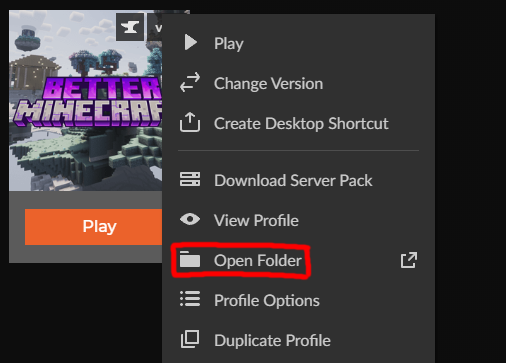 v
BETTER
MINECRAFT
Play
Play
Change Version
Create Desktop Shortcut
Download Server Pack
View Profile
Open Folder
Profile Options
Duplicate Profile